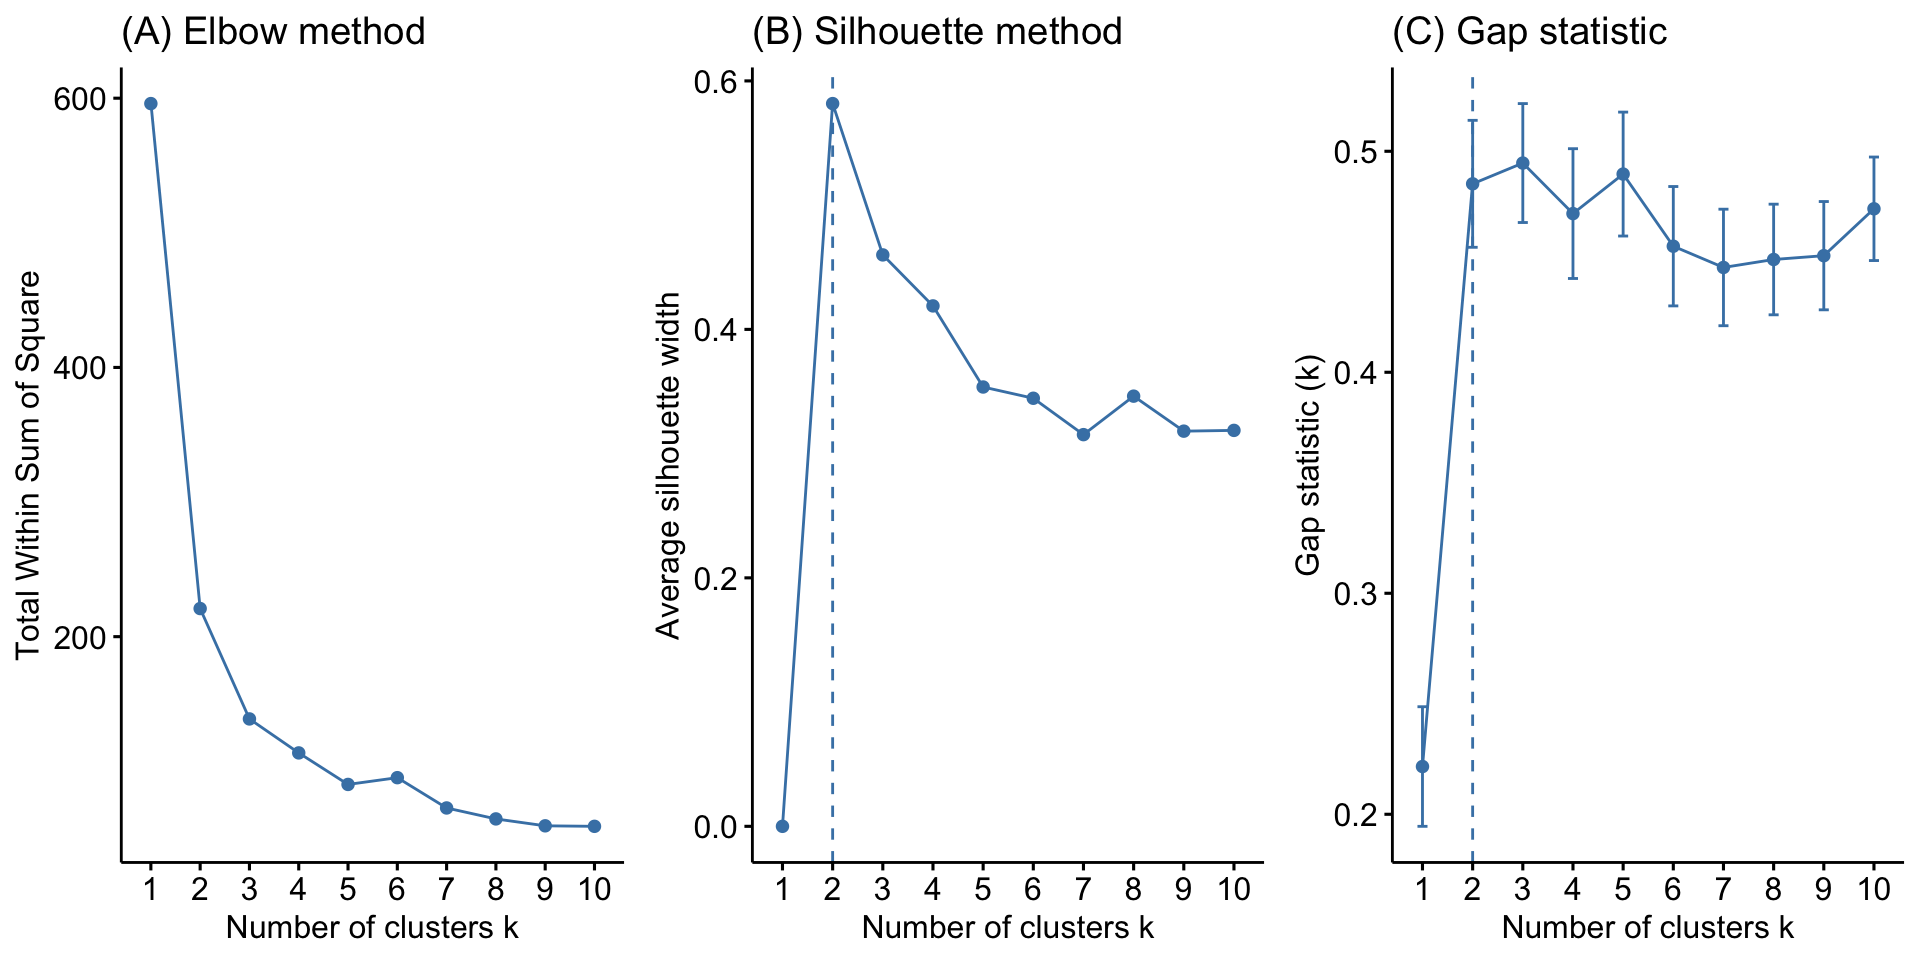 (A) Elbow method
Total Within Sum of Square
600
400
200
1 2 3 4 5 6 7 8 9 10
Number of clusters k
(B) Silhouette method
Average silhouette width
0.6
0.4
0.2
0.0
1 2 3 4 5 6 7 8 9 10
Number of clusters k
(C) Gap statistic
Gap statistic (k)
0.5
0.4
0.3
0.2
1 2 3 4 5 6 7 8 9 10
Number of clusters k